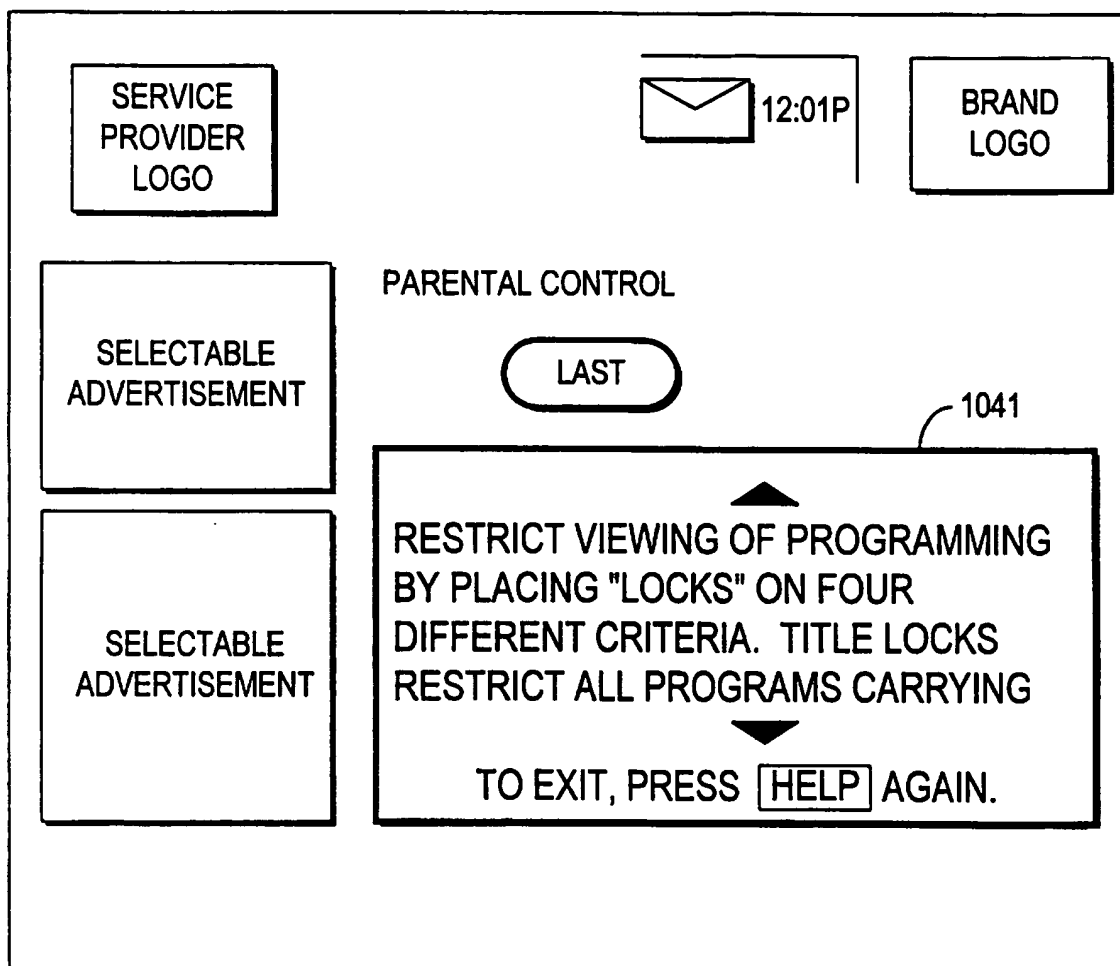 SERVICE
PROVIDER
LOGO
12:01P
BRAND
LOGO
SELECTABLE
ADVERTISEMENT
PARENTAL CONTROL
LAST
1041
RESTRICT VIEWING OF PROGRAMMING
BY PLACING "LOCKS" ON FOUR
DIFFERENT CRITERIA. TITLE LOCKS
RESTRICT ALL PROGRAMS CARRYING
TO EXIT, PRESS HELP AGAIN.
SELECTABLE
ADVERTISEMENT